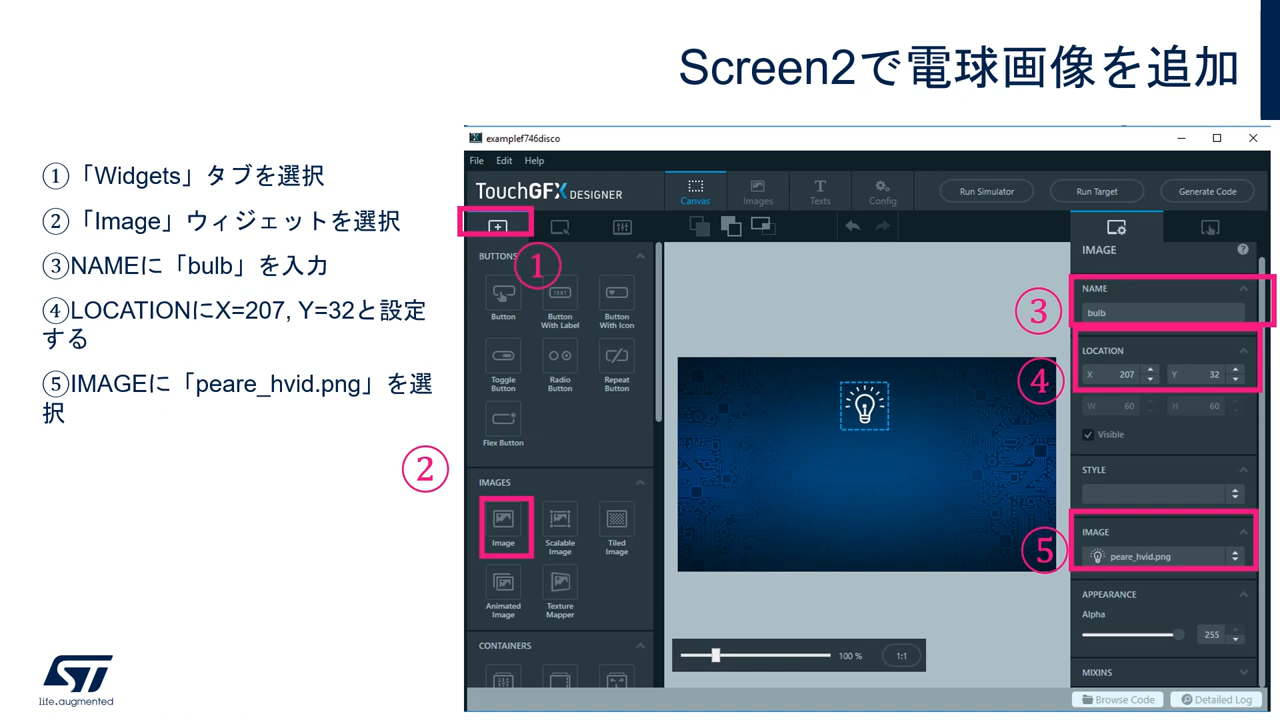 Screen2で電球画像を追加
①「Widgets」タブを選択
②「Image」ウィジェットを選択
③NAMEに「bulb」を入力
④LOCATIONにX=207, Y=32と設定
する
⑤IMAGEに「peare_hvid.png」を選
択
examplef746disco
File Edit Help
TouchGFX DESIGNER
Canvas
Images
Texts
Config
Run Simulator
Run Target
Generate Code
BUTTONS
①
Button
Button
With Label
TEXT
Button
With Icon
Toggle
Button
Radio
Button
Repeat
Button
Flex Button
②
IMAGES
Image
Scalable
Image
Tiled
Image
Animated
Image
Texture
Mapper
CONTAINERS
100 %
1:1
IMAGE
③
NAME
bulb
④
LOCATION
X 207
Y 32
W 60
H 60
Visible
STYLE
⑤
IMAGE
peare_hvid.png
APPEARANCE
Alpha
255
MIXINS
Browse Code
Detailed Log
ST
life.augmented